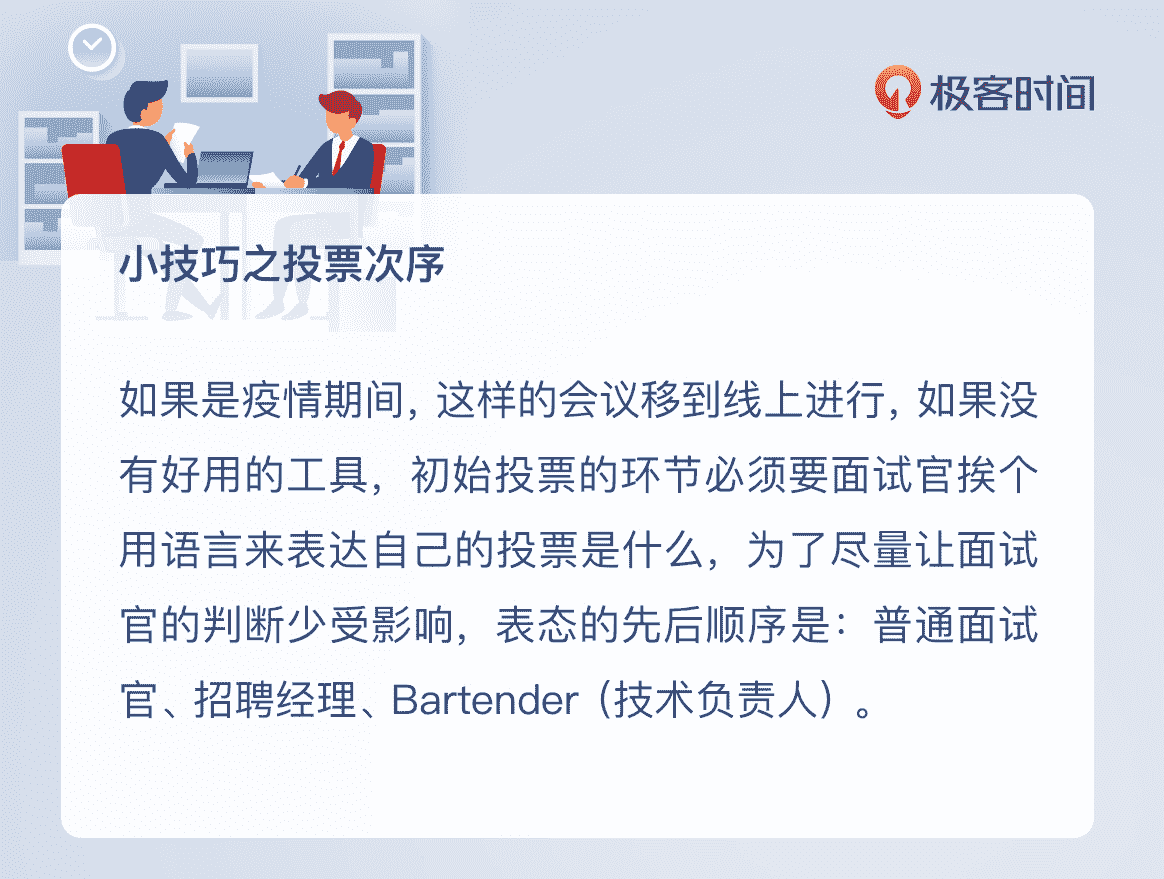 极客时间
小技巧之投票次序
如果是疫情期间，这样的会议移到线上进行，如果没
有好用的工具，初始投票的环节必须要面试官挨个
用语言来表达自己的投票是什么，为了尽量让面试
官的判断少受影响，表态的先后顺序是：普通面试
官、招聘经理、Bartender（技术负责人）。